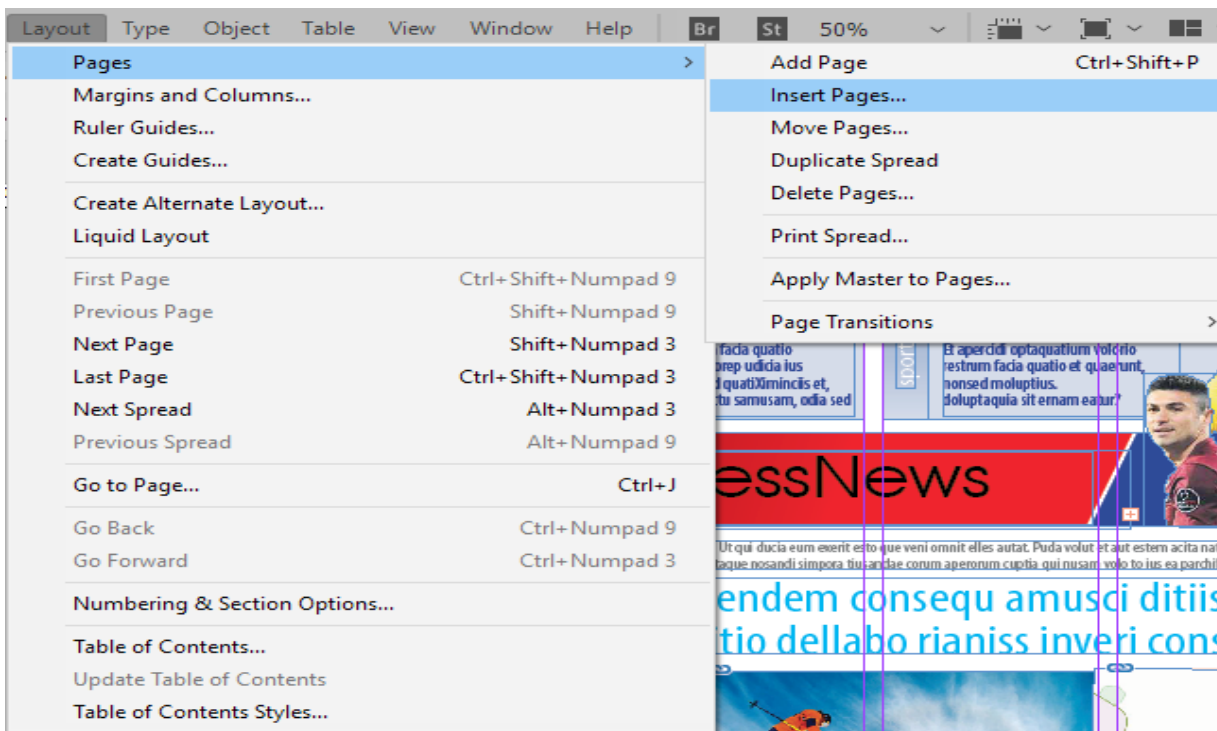 Layout Type Object Table View Window Help Br St 50%
Pages >
Margins and Columns...
Ruler Guides...
Create Guides...
Create Alternate Layout...
Liquid Layout
First Page Ctrl+Shift+Numpad 9
Previous Page Shift+Numpad 9
Next Page Shift+Numpad 3
Last Page Ctrl+Shift+Numpad 3
Next Spread Alt+Numpad 3
Previous Spread Alt+Numpad 9
Go to Page... Ctrl+J
Go Back Ctrl+Numpad 9
Go Forward Ctrl+Numpad 3
Numbering & Section Options...
Table of Contents...
Update Table of Contents
Table of Contents Styles...
Add Page Ctrl+Shift+P
Insert Pages...
Move Pages...
Duplicate Spread
Delete Pages...
Print Spread...
Apply Master to Pages...
Page Transitions >
facia quatio
prep udicia ius
d quatiXiminciis et,
tu samusam, odia sed
sport
Et apercidi optaquatium volorio
restrum facia quatio et quaerunt,
nonsed moluptius.
doluptaquia sit ernam eatur?
essNews
Ut qui ducia eum exerit esto que veni omnit elles autat. Puda volut et aut estem acita nat
taque nosandi simpora tiusandae corum aperorum cuptia qui nusam volo to ius ea parchil
endem consequ amusci ditiis
tio dellabo rianiss inveri cons